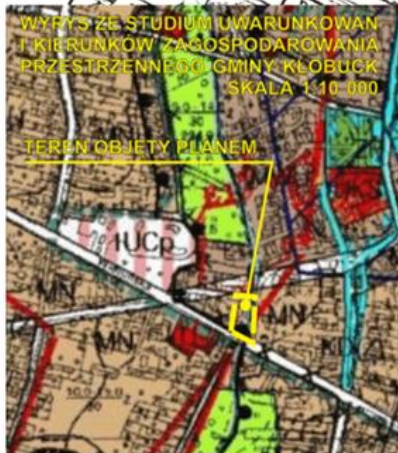 WYRYS ZE STUDIUM UWARUNKOWAŃ
I KIERUNKÓW ZAGOSPODAROWANIA
PRZESTRZENNEGO GMINY KŁOBUCK
SKALA 1:10 000
TEREN OBJĘTY PLANEM
1UCp
MN
MN
MN